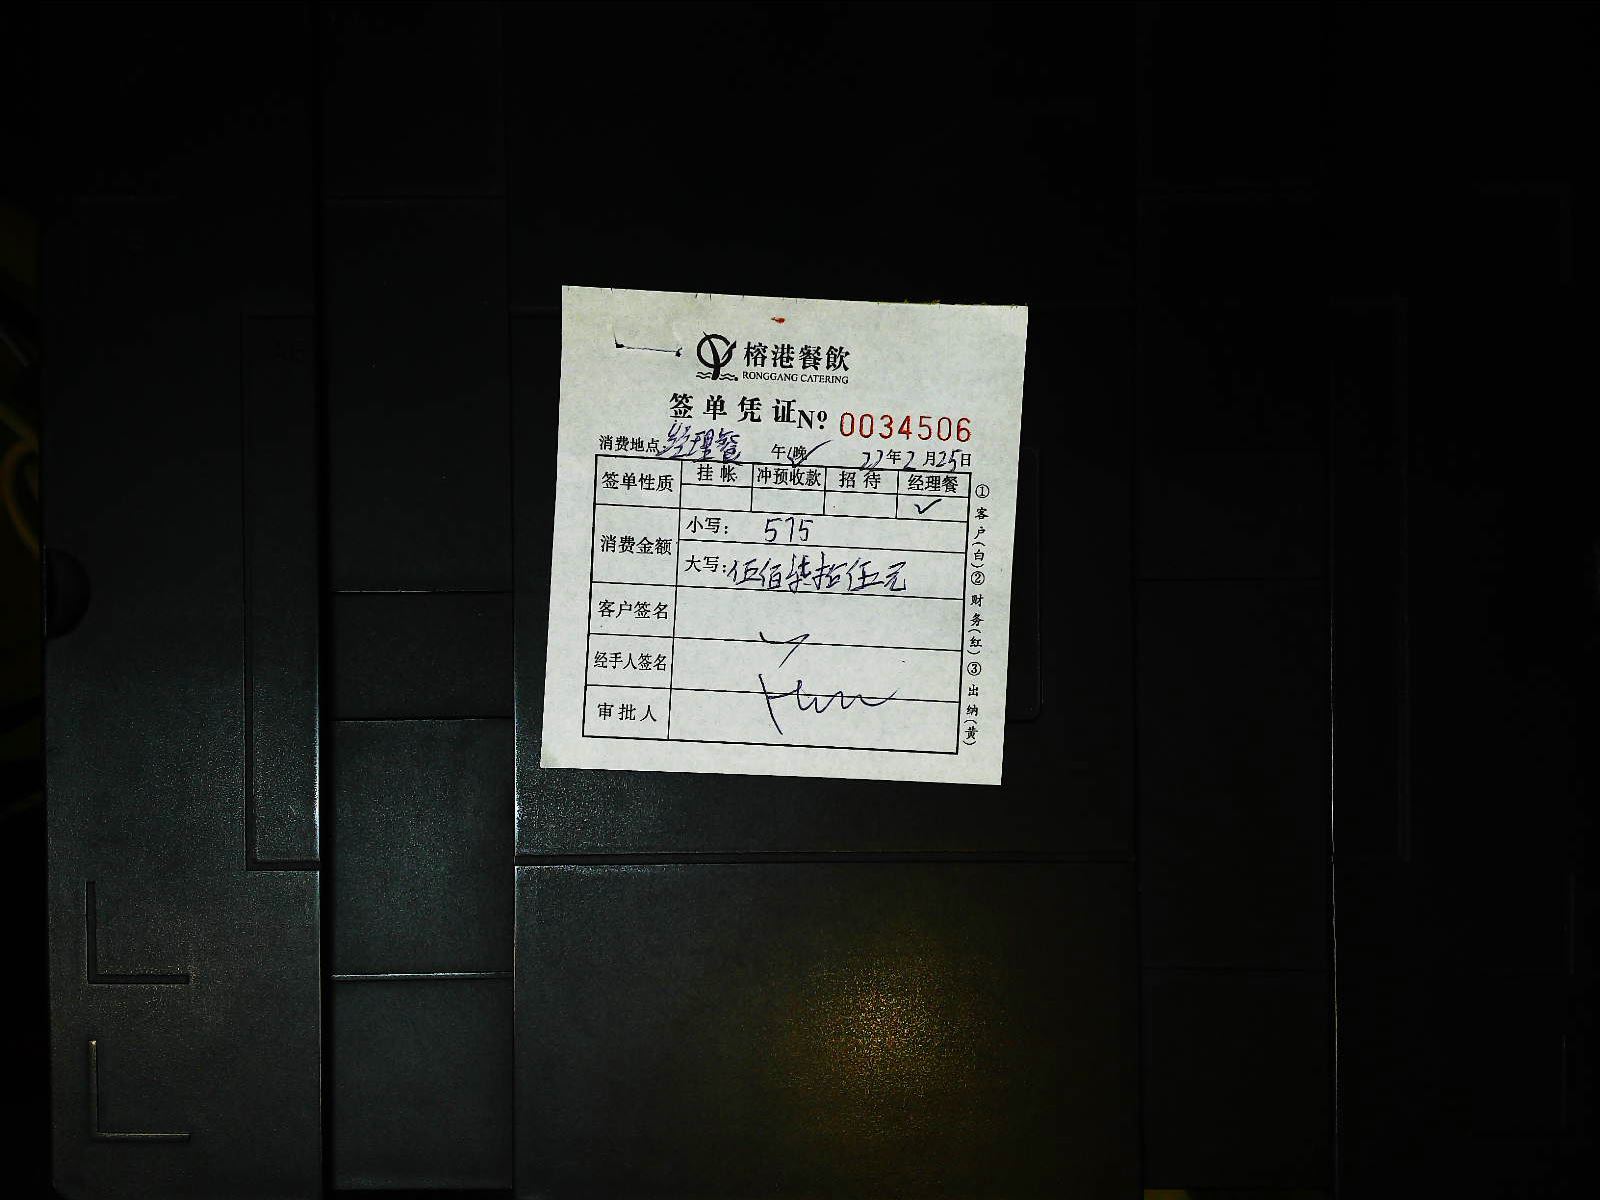 榕港餐飲
RONGGANG CATERING
签单凭证 Nº 0034506
消费地点:经理餐 午/晚✓ 22年2月25日
签单性质 挂帐 冲预收款 招待 经理餐
✓
消费金额 小写: 575
大写:伍佰柒拾伍元
客户签名
经手人签名
审批人
①客户(白)②财务(红)③出纳(黄)